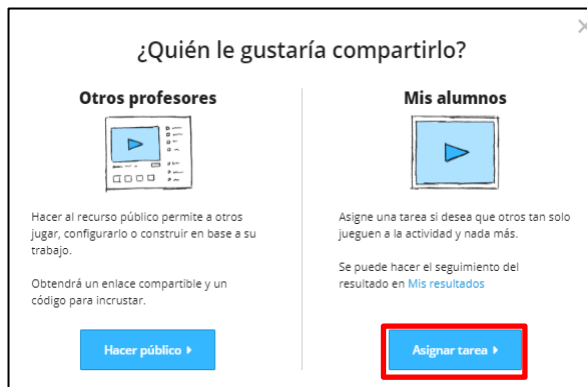 ¿Quién le gustaría compartirlo?
Otros profesores
Hacer al recurso público permite a otros
jugar, configurarlo o construir en base a su
trabajo.
Obtendrá un enlace compartible y un
código para incrustar.
Hacer público
Mis alumnos
Asigne una tarea si desea que otros tan solo
jueguen a la actividad y nada más.
Se puede hacer el seguimiento del
resultado en Mis resultados
Asignar tarea